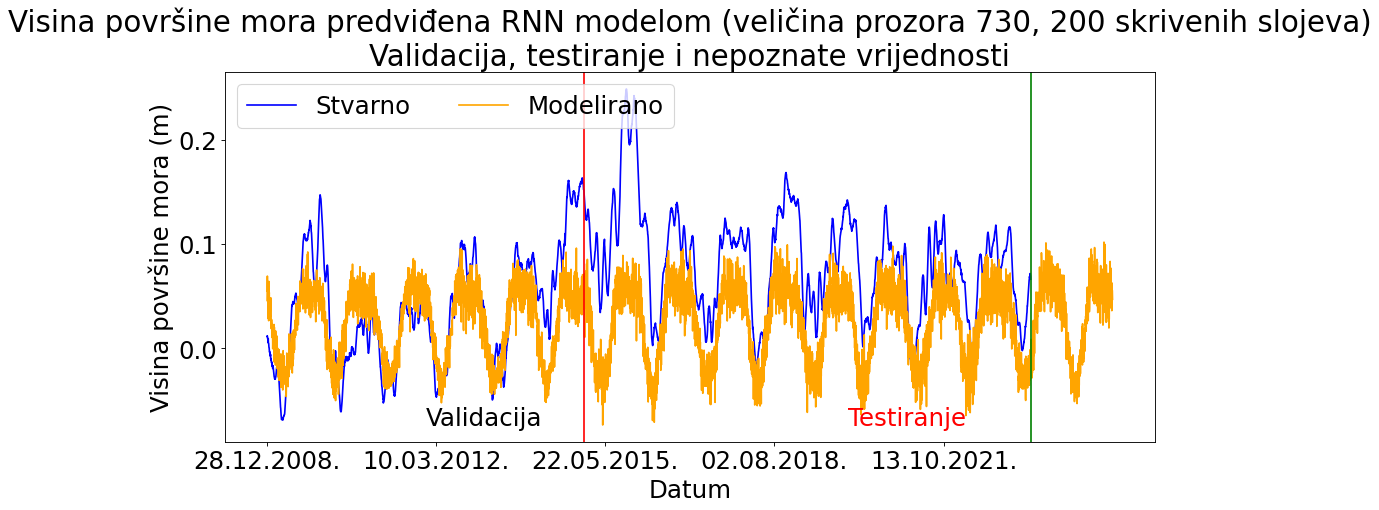 Visina površine mora predviđena RNN modelom (veličina prozora 730, 200 skrivenih slojeva)
Validacija, testiranje i nepoznate vrijednosti
Stvarno
Modelirano
Visina površine mora (m)
0.2
0.1
0.0
Validacija
Testiranje
28.12.2008.
10.03.2012.
22.05.2015.
02.08.2018.
13.10.2021.
Datum